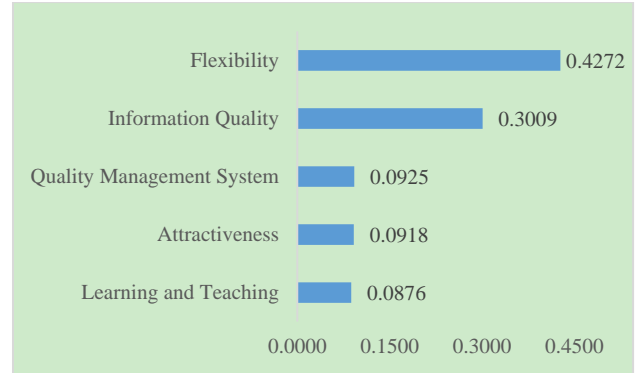 Flexibility 0.4272
Information Quality 0.3009
Quality Management System 0.0925
Attractiveness 0.0918
Learning and Teaching 0.0876
0.0000 0.1500 0.3000 0.4500